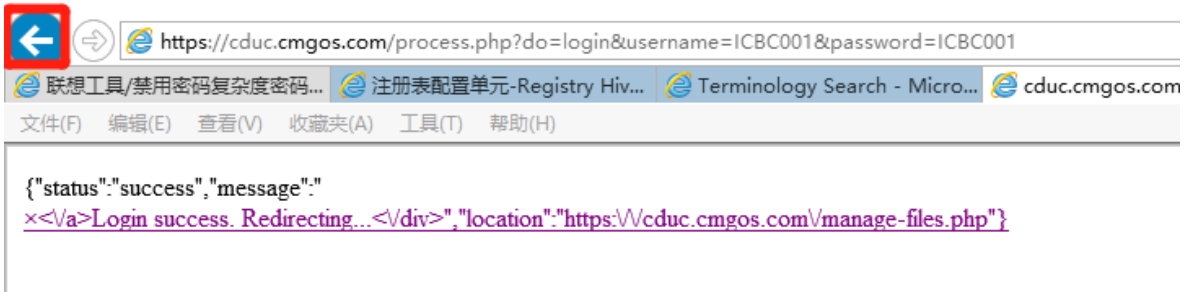 https://cduc.cmgos.com/process.php?do=login&username=ICBC001&password=ICBC001
联想工具/禁用密码复杂度密码... 注册表配置单元-Registry Hiv... Terminology Search - Micro... cduc.cmgos.com
文件(F) 编辑(E) 查看(V) 收藏夹(A) 工具(T) 帮助(H)
{"status":"success","message":"
×<\/a>Login success. Redirecting...<\/div>","location":"https:\/\/cduc.cmgos.com\/manage-files.php"}